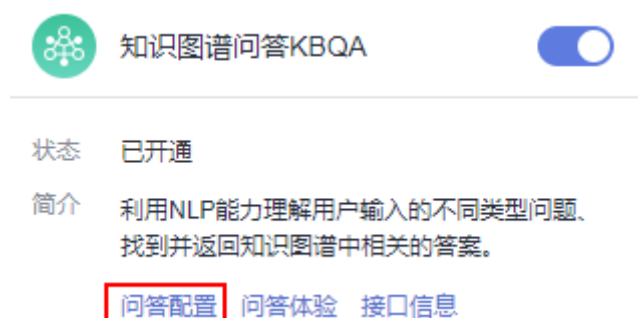 知识图谱问答KBQA
状态 已开通
简介 利用NLP能力理解用户输入的不同类型问题、
找到并返回知识图谱中相关的答案。
问答配置 问答体验 接口信息